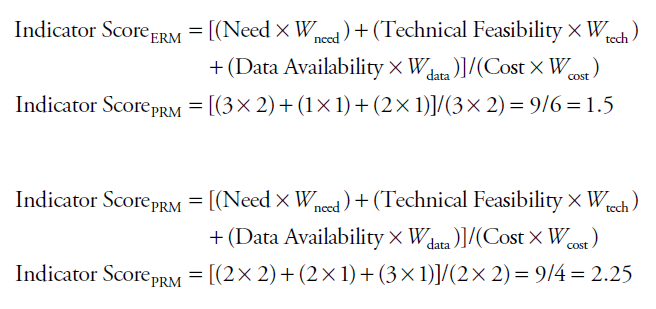 Indicator Score_ERM = [(Need × W_need) + (Technical Feasibility × W_tech)
+ (Data Availability × W_data)]/(Cost × W_cost)
Indicator Score_PRM = [(3 × 2) + (1 × 1) + (2 × 1)]/(3 × 2) = 9/6 = 1.5
Indicator Score_PRM = [(Need × W_need) + (Technical Feasibility × W_tech)
+ (Data Availability × W_data)]/(Cost × W_cost)
Indicator Score_PRM = [(2 × 2) + (2 × 1) + (3 × 1)]/(2 × 2) = 9/4 = 2.25